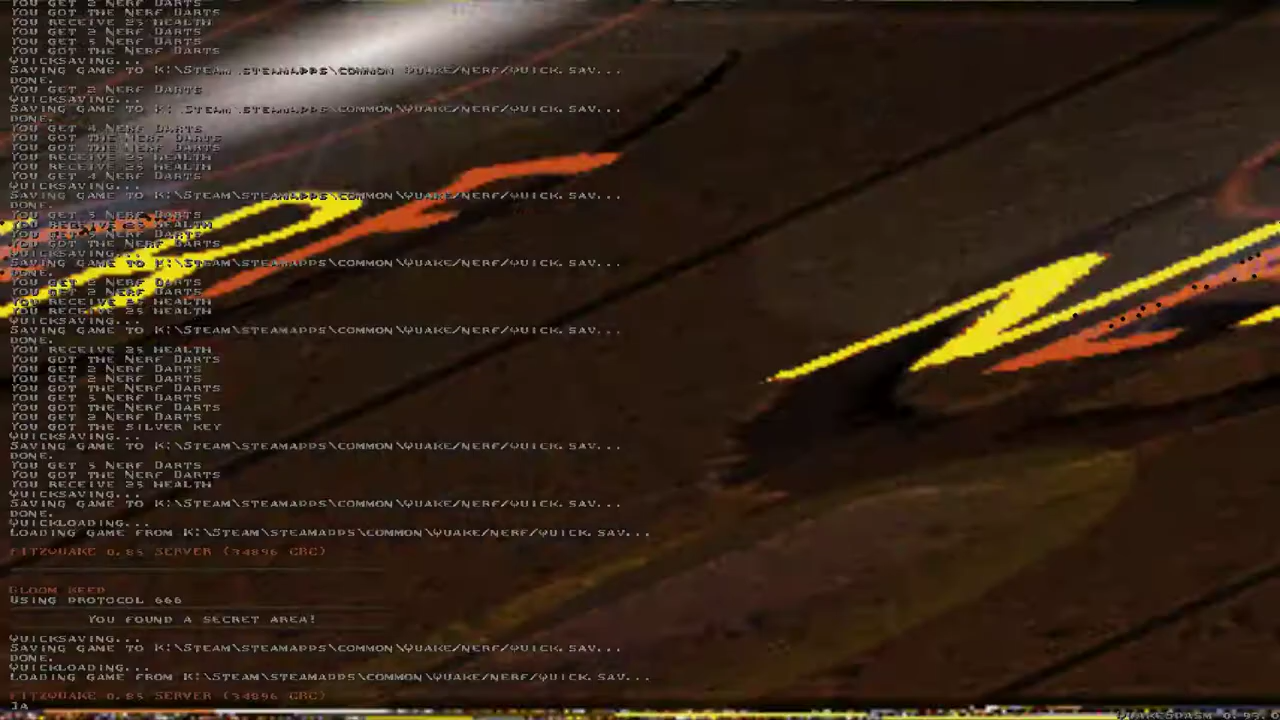 YOU GET 2 NERF DARTS
YOU GOT THE NERF DARTS
YOU RECEIVE 25 HEALTH
YOU GET 2 NERF DARTS
YOU GET 5 NERF DARTS
YOU GOT THE NERF DARTS
QUICKSAVING...
SAVING GAME TO K:\STEAM\STEAMAPPS\COMMON\QUAKE/NERF/QUICK.SAV...
DONE.
YOU GET 2 NERF DARTS
QUICKSAVING...
SAVING GAME TO K:\STEAM\STEAMAPPS\COMMON\QUAKE/NERF/QUICK.SAV...
DONE.
YOU GET 4 NERF DARTS
YOU GOT THE NERF DARTS
YOU GOT THE NERF DARTS
YOU RECEIVE 25 HEALTH
YOU RECEIVE 25 HEALTH
YOU GET 4 NERF DARTS
QUICKSAVING...
SAVING GAME TO K:\STEAM\STEAMAPPS\COMMON\QUAKE/NERF/QUICK.SAV...
DONE.
YOU GET 5 NERF DARTS
YOU RECEIVE 25 HEALTH
YOU GET 5 NERF DARTS
YOU GOT THE NERF DARTS
QUICKSAVING...
SAVING GAME TO K:\STEAM\STEAMAPPS\COMMON\QUAKE/NERF/QUICK.SAV...
DONE.
YOU GET 2 NERF DARTS
YOU GET 2 NERF DARTS
YOU RECEIVE 25 HEALTH
YOU RECEIVE 25 HEALTH
QUICKSAVING...
SAVING GAME TO K:\STEAM\STEAMAPPS\COMMON\QUAKE/NERF/QUICK.SAV...
DONE.
YOU RECEIVE 25 HEALTH
YOU GOT THE NERF DARTS
YOU GET 2 NERF DARTS
YOU GET 2 NERF DARTS
YOU GOT THE NERF DARTS
YOU GET 5 NERF DARTS
YOU GOT THE NERF DARTS
YOU GET 2 NERF DARTS
YOU GOT THE SILVER KEY
QUICKSAVING...
SAVING GAME TO K:\STEAM\STEAMAPPS\COMMON\QUAKE/NERF/QUICK.SAV...
DONE.
YOU GET 5 NERF DARTS
YOU GOT THE NERF DARTS
YOU RECEIVE 25 HEALTH
QUICKSAVING...
SAVING GAME TO K:\STEAM\STEAMAPPS\COMMON\QUAKE/NERF/QUICK.SAV...
DONE.
QUICKLOADING...
LOADING GAME FROM K:\STEAM\STEAMAPPS\COMMON\QUAKE/NERF/QUICK.SAV...
FITZQUAKE 0.85 SERVER (34896 CRC)
GLOOM KEEP
USING PROTOCOL 666
YOU FOUND A SECRET AREA!
QUICKSAVING...
SAVING GAME TO K:\STEAM\STEAMAPPS\COMMON\QUAKE/NERF/QUICK.SAV...
DONE.
QUICKLOADING...
LOADING GAME FROM K:\STEAM\STEAMAPPS\COMMON\QUAKE/NERF/QUICK.SAV...
FITZQUAKE 0.85 SERVER (34896 CRC)